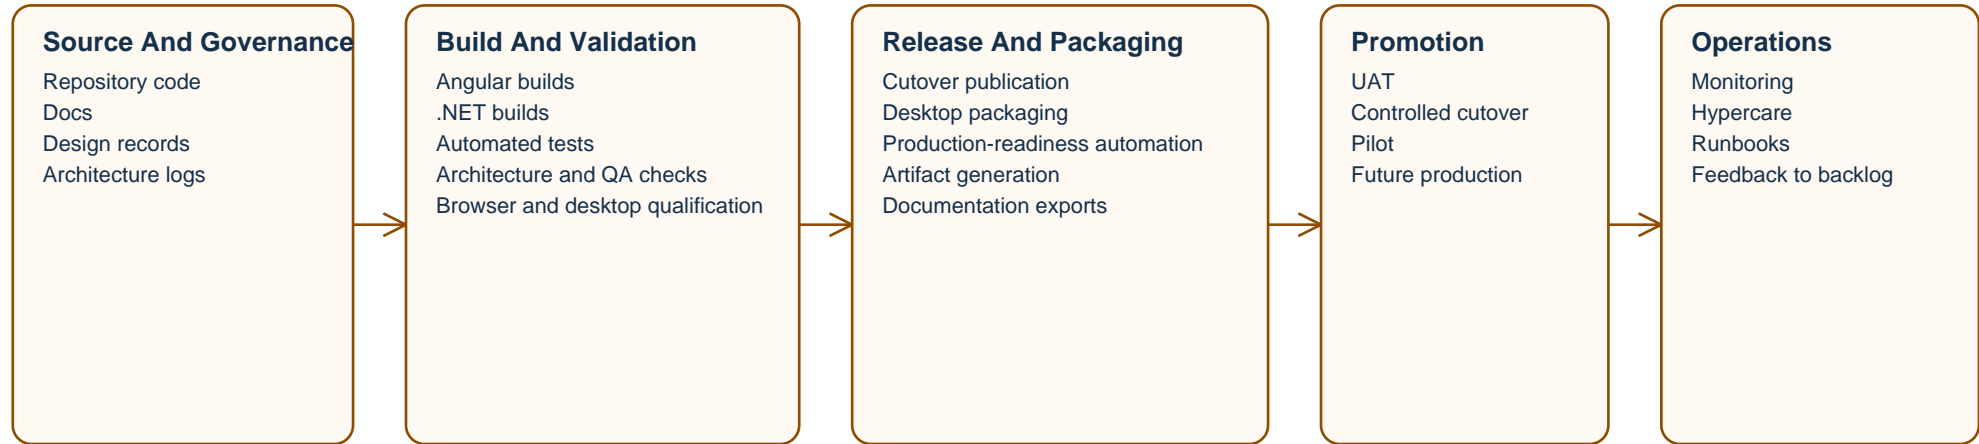 Source And Governance
Repository code
Docs
Design records
Architecture logs
Build And Validation
Angular builds
.NET builds
Automated tests
Architecture and QA checks
Browser and desktop qualification
Release And Packaging
Cutover publication
Desktop packaging
Production-readiness automation
Artifact generation
Documentation exports
Promotion
UAT
Controlled cutover
Pilot
Future production
Operations
Monitoring
Hypercare
Runbooks
Feedback to backlog